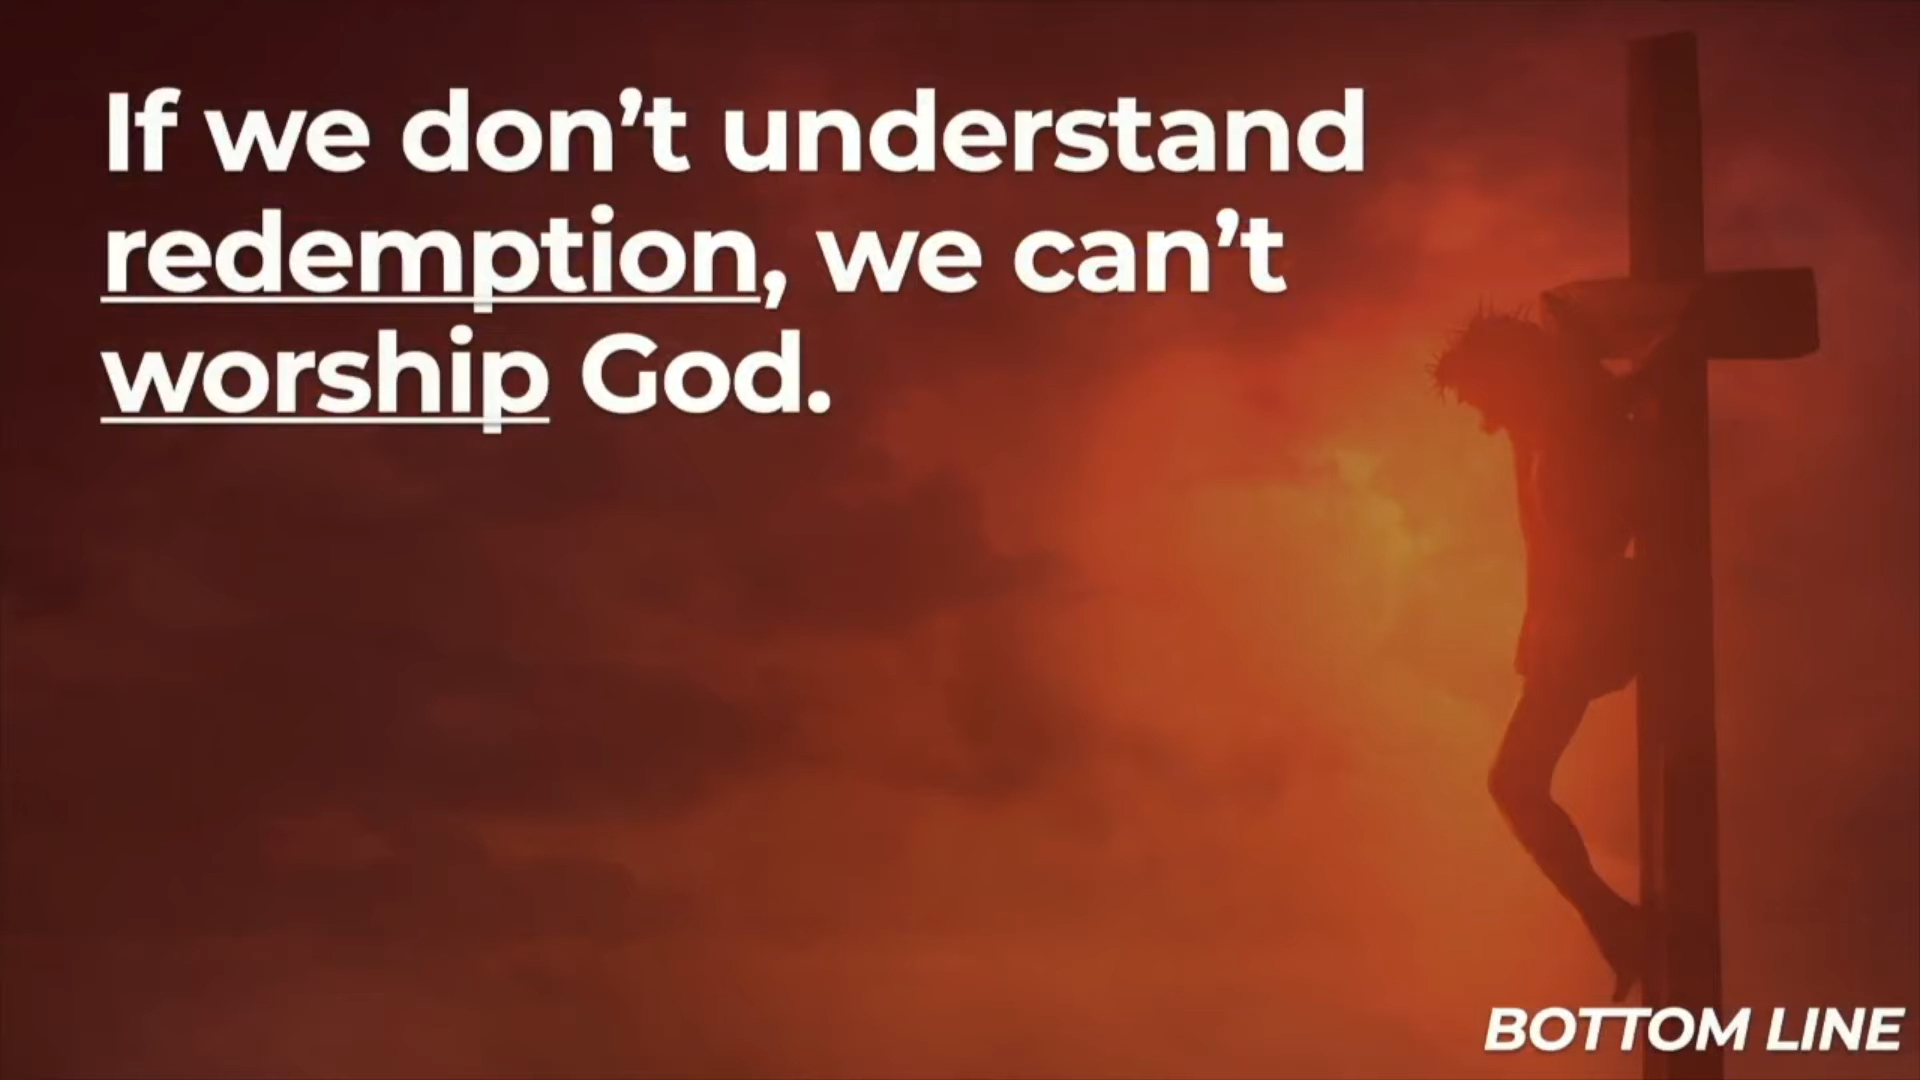 If we don’t understand
redemption, we can’t
worship God.
BOTTOM LINE